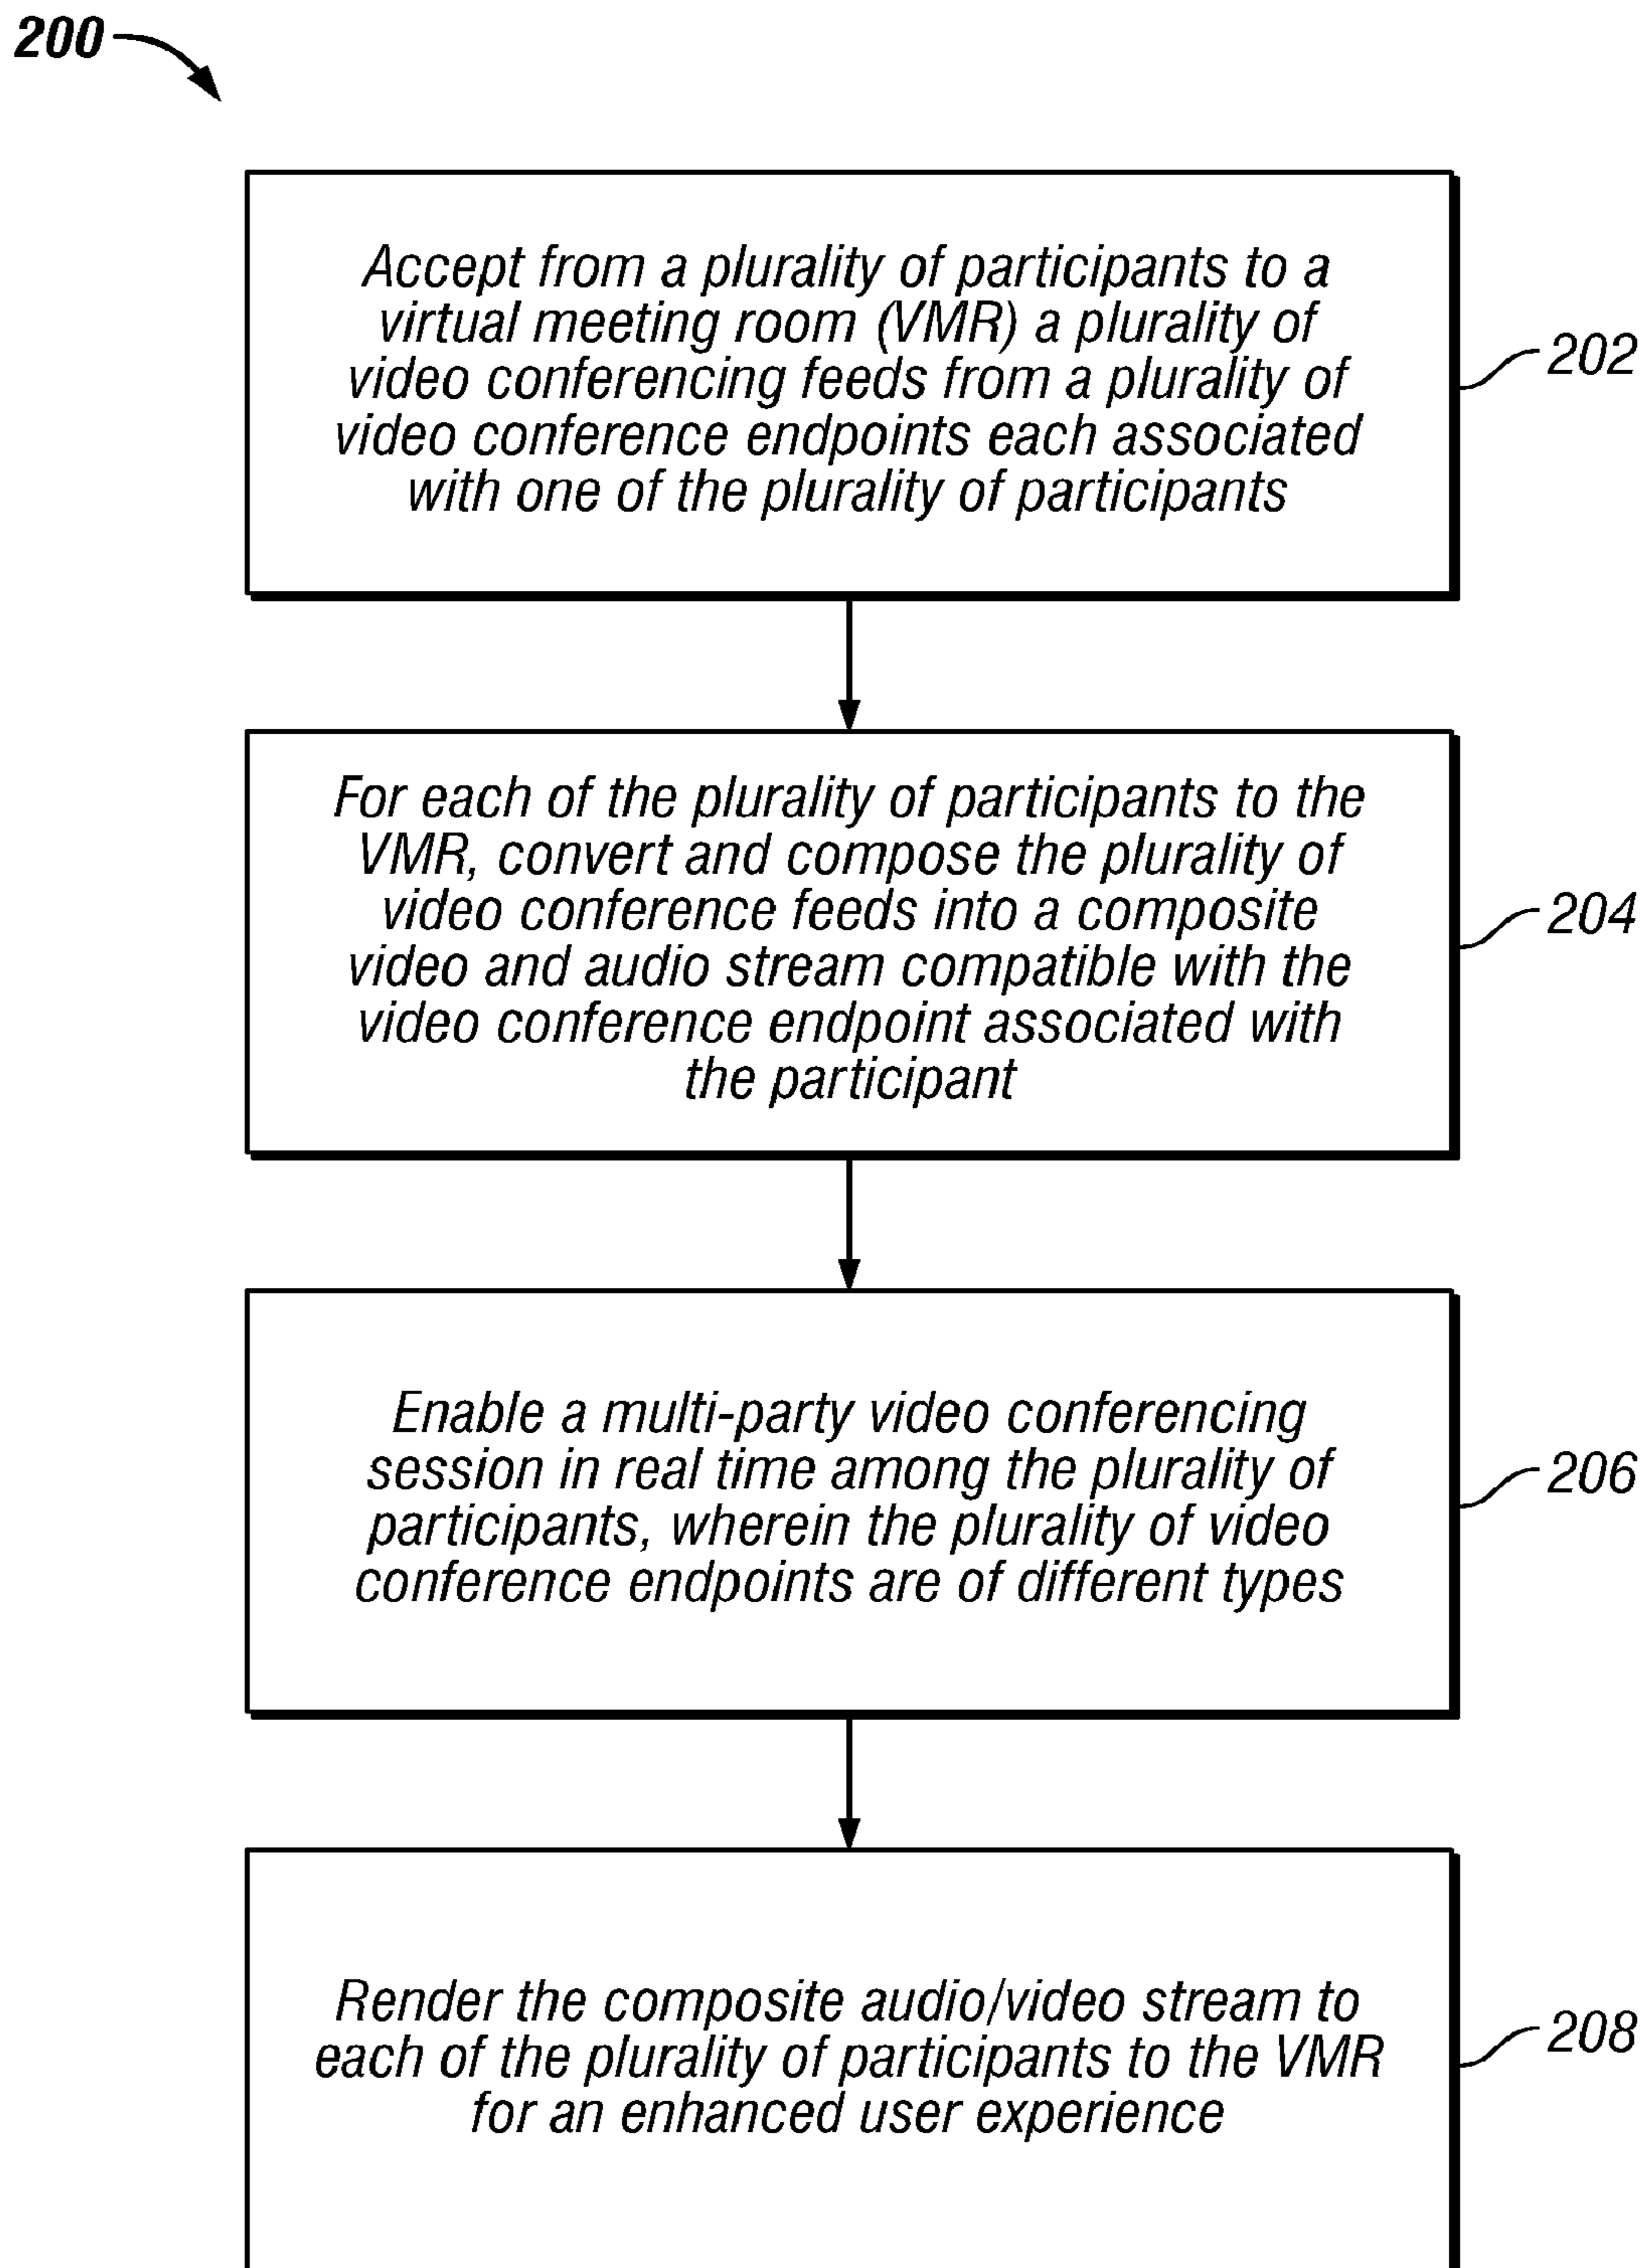 200
Accept from a plurality of participants to a
virtual meeting room (VMR) a plurality of
video conferencing feeds from a plurality of
video conference endpoints each associated
with one of the plurality of participants
202
For each of the plurality of participants to the
VMR, convert and compose the plurality of
video conference feeds into a composite
video and audio stream compatible with the
video conference endpoint associated with
the participant
204
Enable a multi-party video conferencing
session in real time among the plurality of
participants, wherein the plurality of video
conference endpoints are of different types
206
Render the composite audio/video stream to
each of the plurality of participants to the VMR
for an enhanced user experience
208